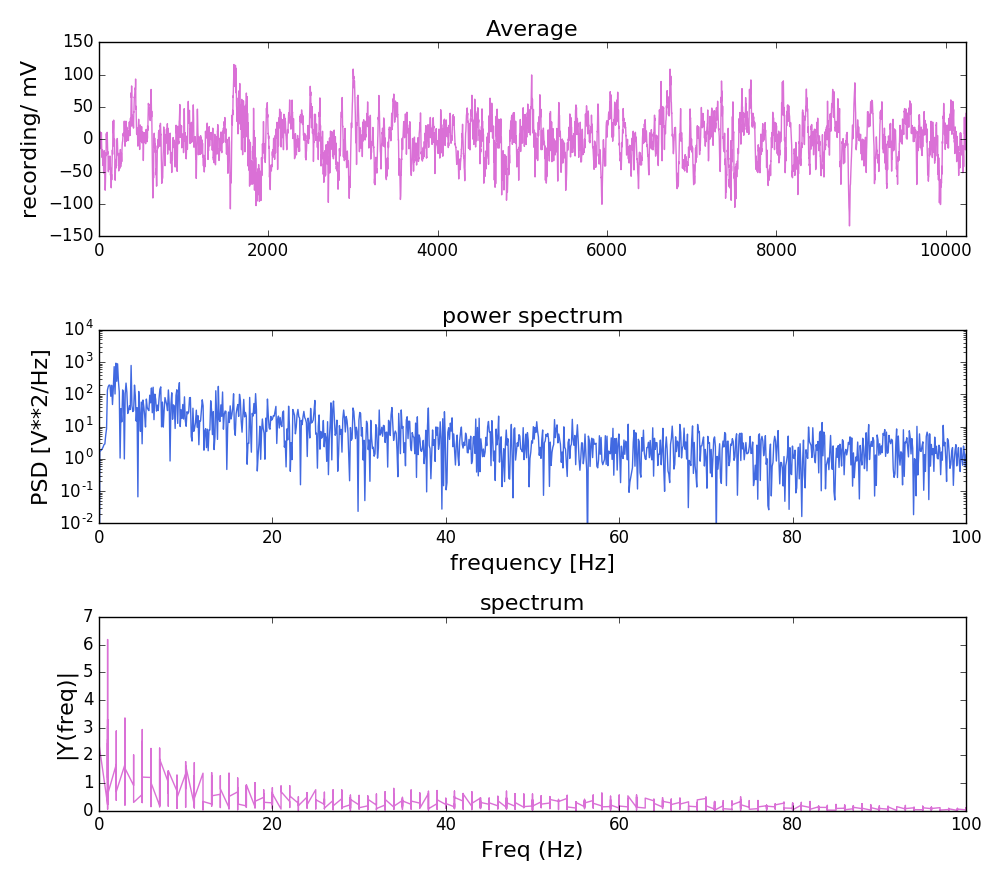 Average
recording/ mV
150
100
50
0
−50
−100
−150
0 2000 4000 6000 8000 10000
power spectrum
PSD [V**2/Hz]
10^4
10^3
10^2
10^1
10^0
10^-1
10^-2
0 20 40 60 80 100
frequency [Hz]
spectrum
|Y(freq)|
7
6
5
4
3
2
1
0
0 20 40 60 80 100
Freq (Hz)